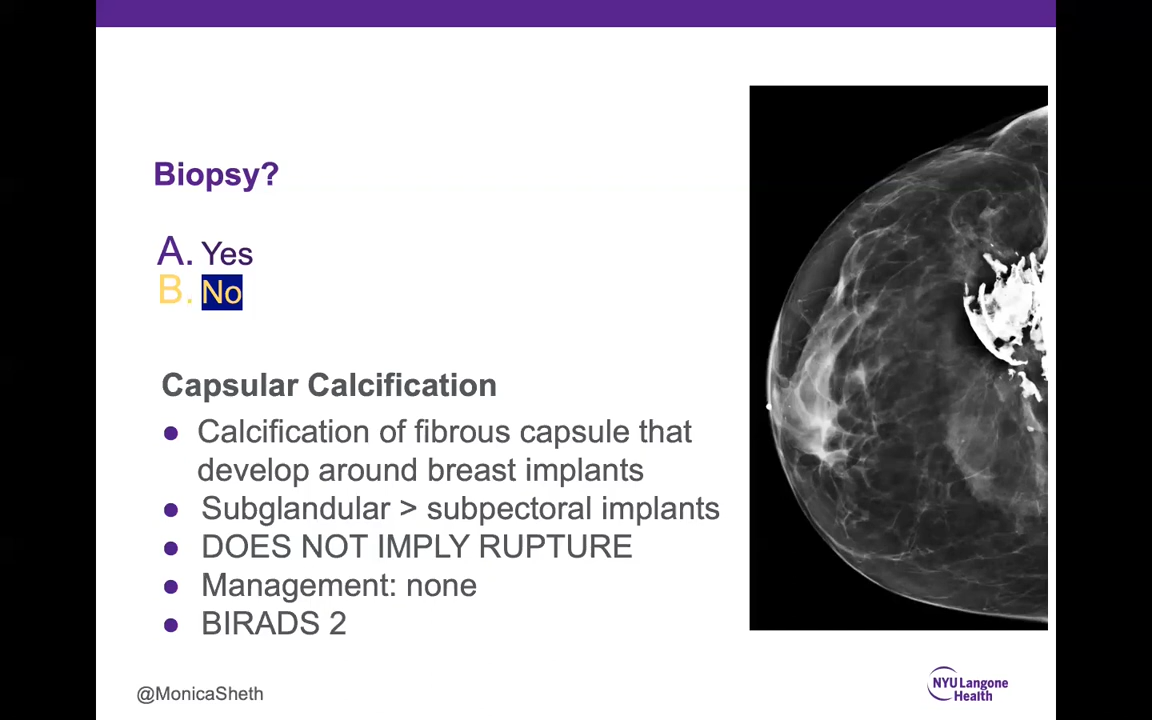 Biopsy?
A. Yes
B. No
Capsular Calcification
● Calcification of fibrous capsule that
develop around breast implants
● Subglandular > subpectoral implants
● DOES NOT IMPLY RUPTURE
● Management: none
● BIRADS 2
@MonicaSheth
NYU Langone
Health